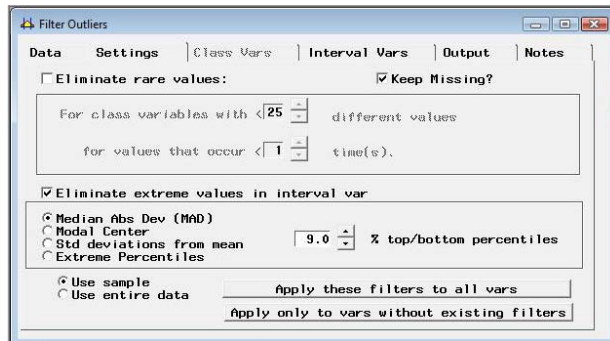 Filter Outliers
Data Settings Class Vars Interval Vars Output Notes
Eliminate rare values: Keep Missing?
For class variables with < 25 different values
for values that occur < 1 time(s).
Eliminate extreme values in interval var
Median Abs Dev (MAD)
Modal Center
9.0 % top/bottom percentiles
Std deviations from mean
Extreme Percentiles
Use sample
Use entire data
Apply these filters to all vars
Apply only to vars without existing filters